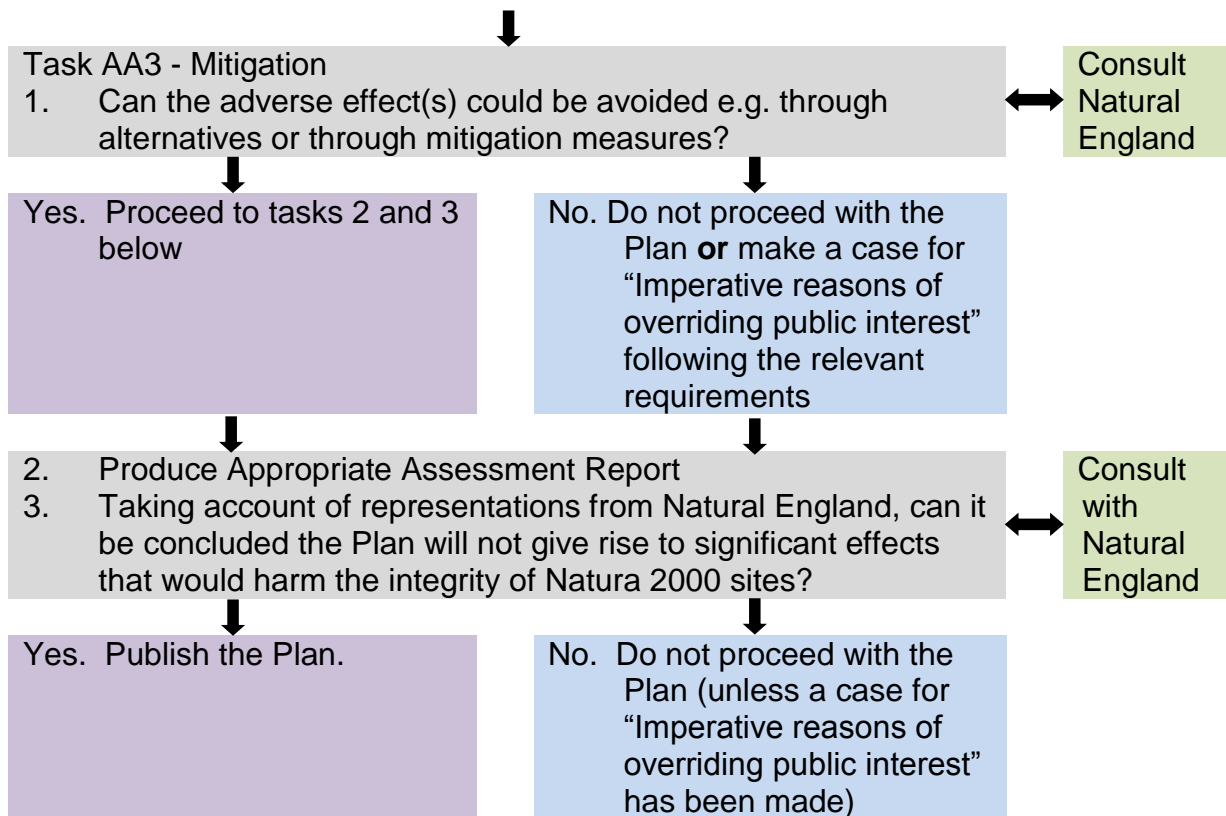 Task AA3 - Mitigation
1. Can the adverse effect(s) could be avoided e.g. through
alternatives or through mitigation measures?
Consult
Natural
England
Yes. Proceed to tasks 2 and 3
below
No. Do not proceed with the
Plan or make a case for
“Imperative reasons of
overriding public interest”
following the relevant
requirements
2. Produce Appropriate Assessment Report
3. Taking account of representations from Natural England, can it
be concluded the Plan will not give rise to significant effects
that would harm the integrity of Natura 2000 sites?
Consult
with
Natural
England
Yes. Publish the Plan.
No. Do not proceed with the
Plan (unless a case for
“Imperative reasons of
overriding public interest”
has been made)